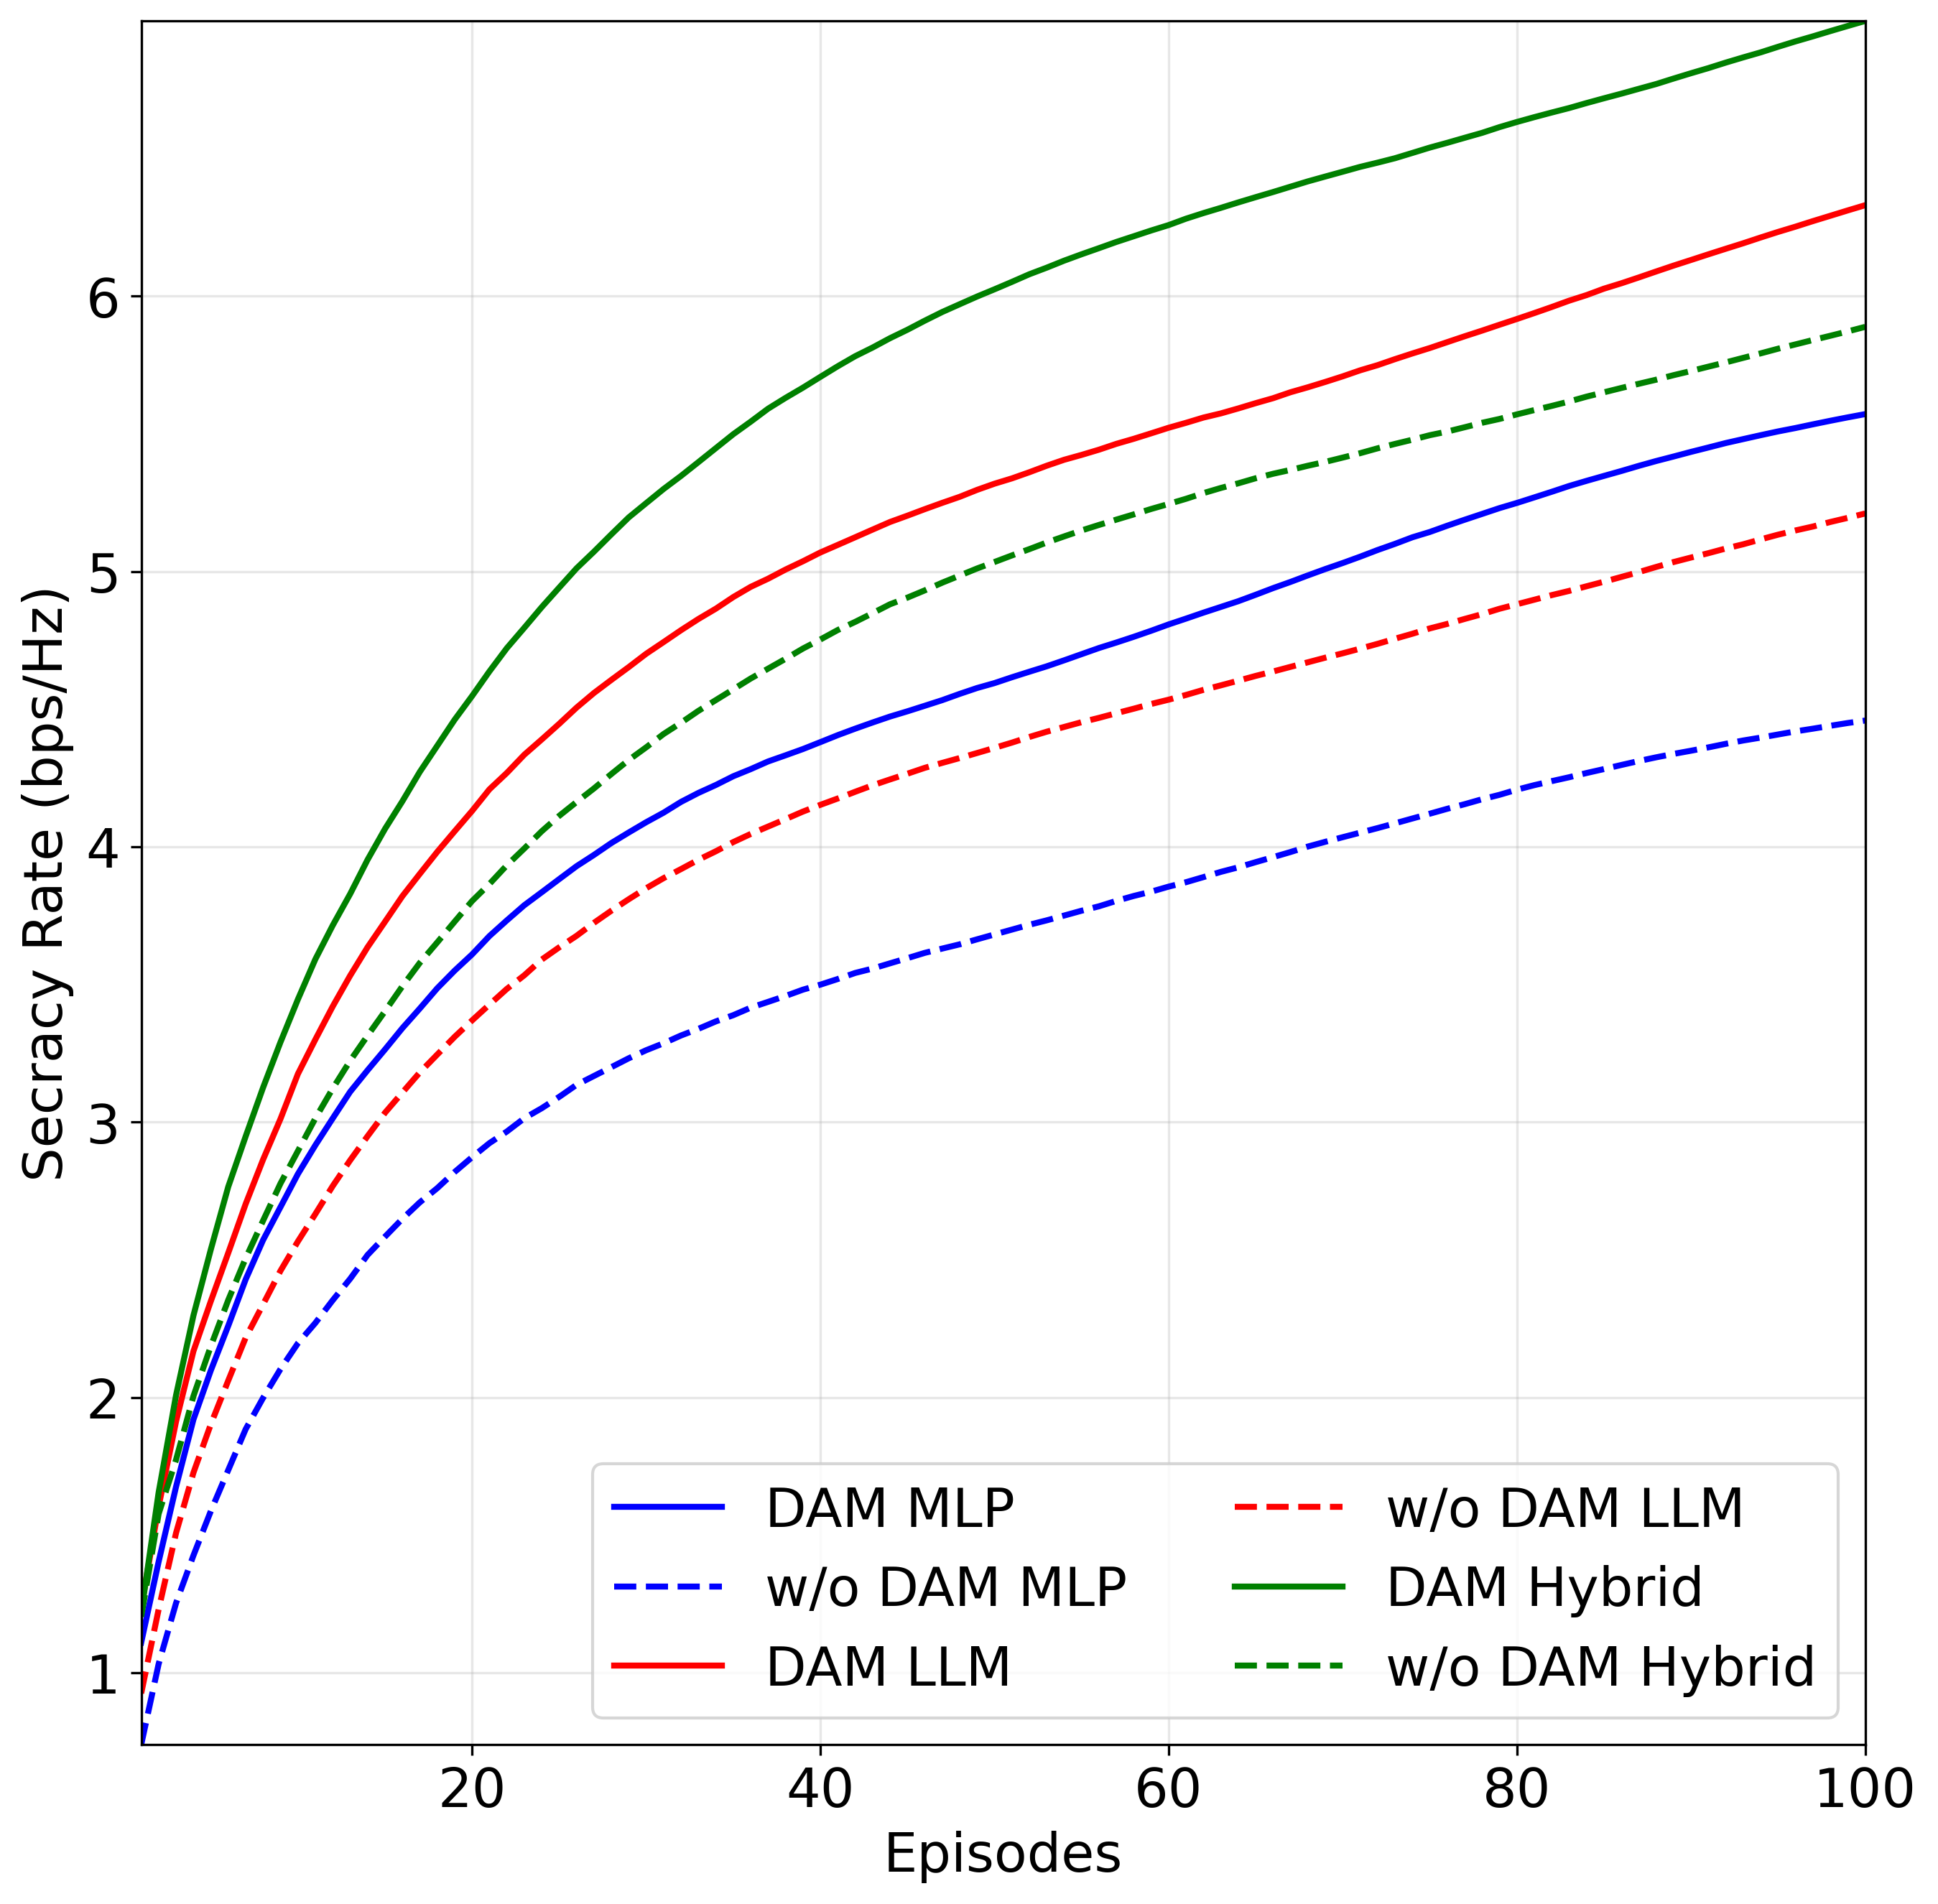 Secracy Rate (bps/Hz)
6
5
4
3
2
1
20
40
60
80
100
Episodes
DAM MLP
w/o DAM MLP
DAM LLM
w/o DAM LLM
DAM Hybrid
w/o DAM Hybrid